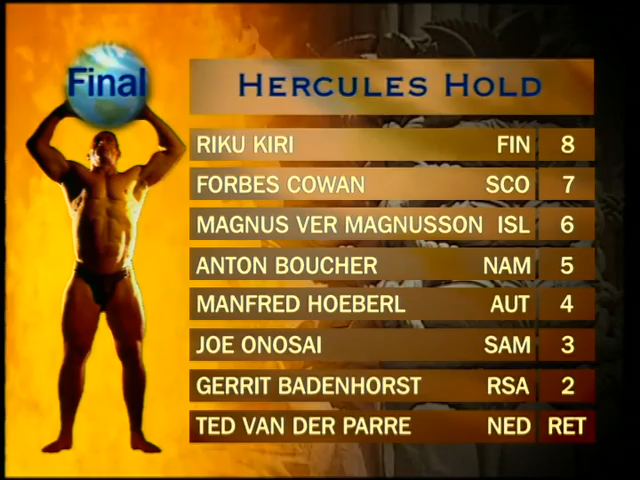 Final
HERCULES HOLD
RIKU KIRI FIN 8
FORBES COWAN SCO 7
MAGNUS VER MAGNUSSON ISL 6
ANTON BOUCHER NAM 5
MANFRED HOEBERL AUT 4
JOE ONOSAI SAM 3
GERRIT BADENHORST RSA 2
TED VAN DER PARRE NED RET